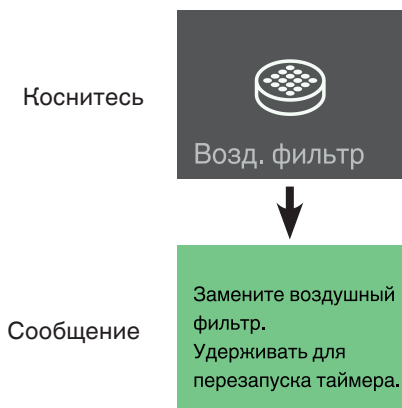 Коснитесь
Возд. фильтр
Сообщение
Замените воздушный
фильтр.
Удерживать для
перезапуска таймера.